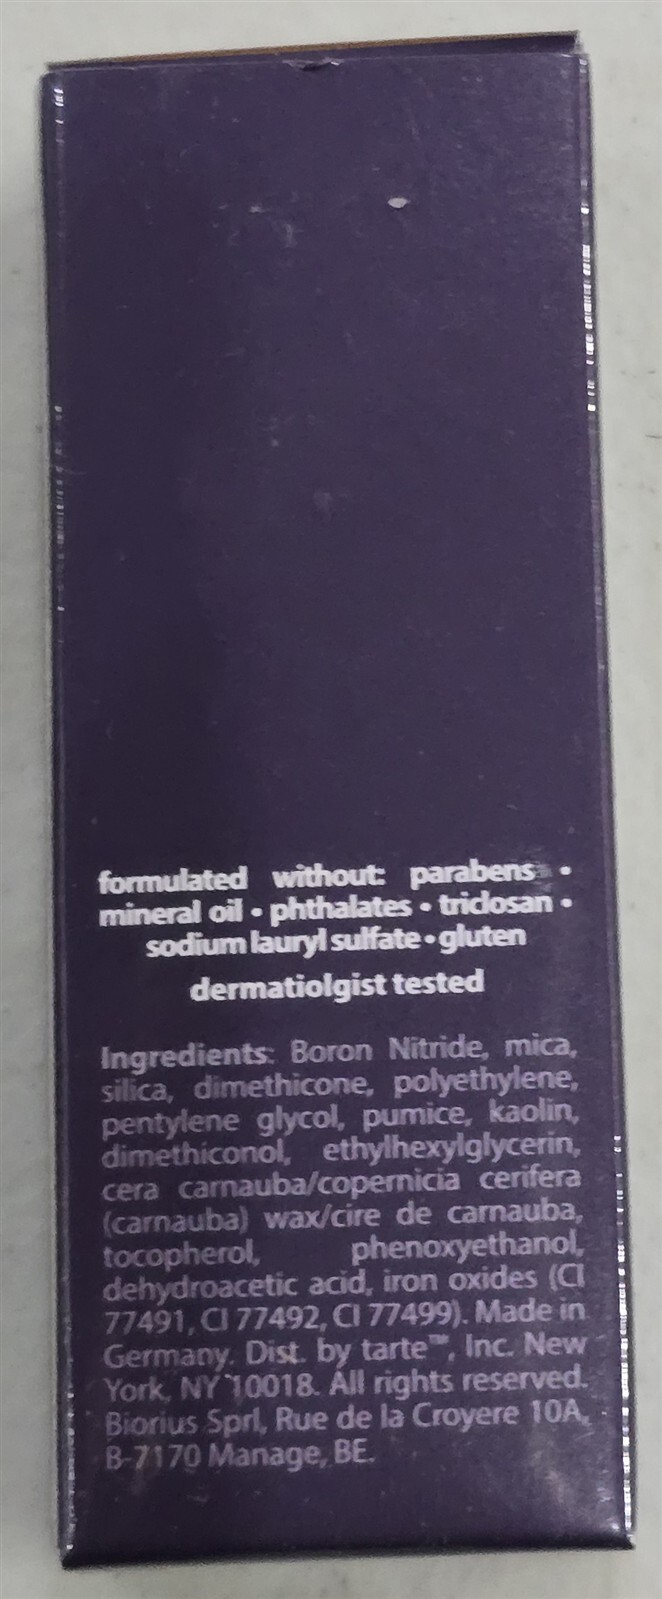 formulated without: parabens •
mineral oil • phthalates • triclosan •
sodium lauryl sulfate • gluten
dermatiolgist tested
Ingredients: Boron Nitride, mica,
silica, dimethicone, polyethylene,
pentylene glycol, pumice, kaolin,
dimethiconol, ethylhexylglycerin,
cera carnauba/copernicia cerifera
(carnauba) wax/cire de carnauba,
tocopherol, phenoxyethanol,
dehydroacetic acid, iron oxides (CI
77491, CI 77492, CI 77499). Made in
Germany. Dist. by tarte™, Inc. New
York, NY 10018. All rights reserved.
Biorius Sprl, Rue de la Croyere 10A,
B-7170 Manage, BE.